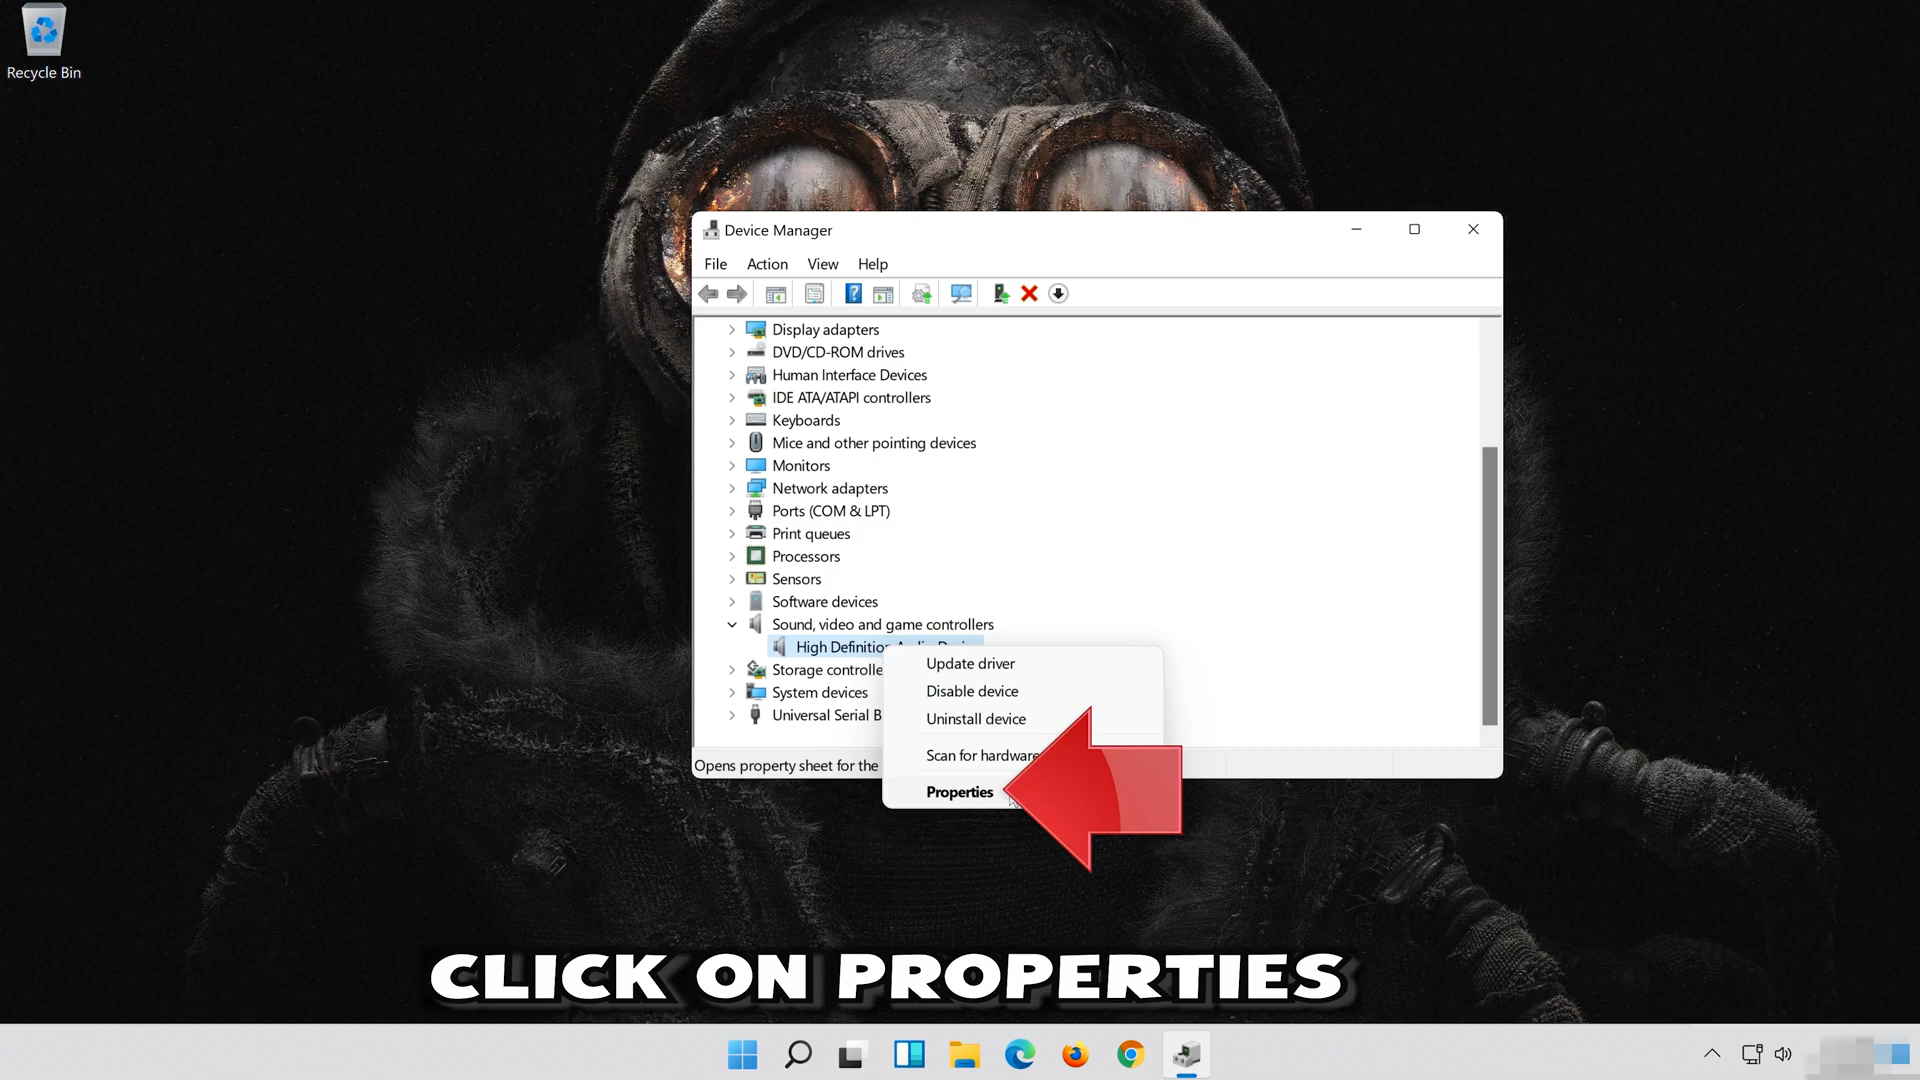 Recycle Bin
Device Manager
File Action View Help
Display adapters
DVD/CD-ROM drives
Human Interface Devices
IDE ATA/ATAPI controllers
Keyboards
Mice and other pointing devices
Monitors
Network adapters
Ports (COM & LPT)
Print queues
Processors
Sensors
Software devices
Sound, video and game controllers
High Definition
Storage
System devices
Universal Serial
Update driver
Disable device
Uninstall device
Scan for hardware
Properties
Opens property sheet for the
CLICK ON PROPERTIES